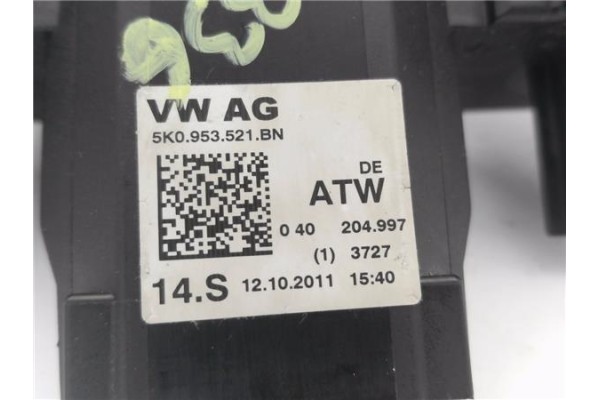 VW AG
5K0.953.521.BN
DE
ATW
0 40 204.997
(1) 3727
14.S 12.10.2011 15:40